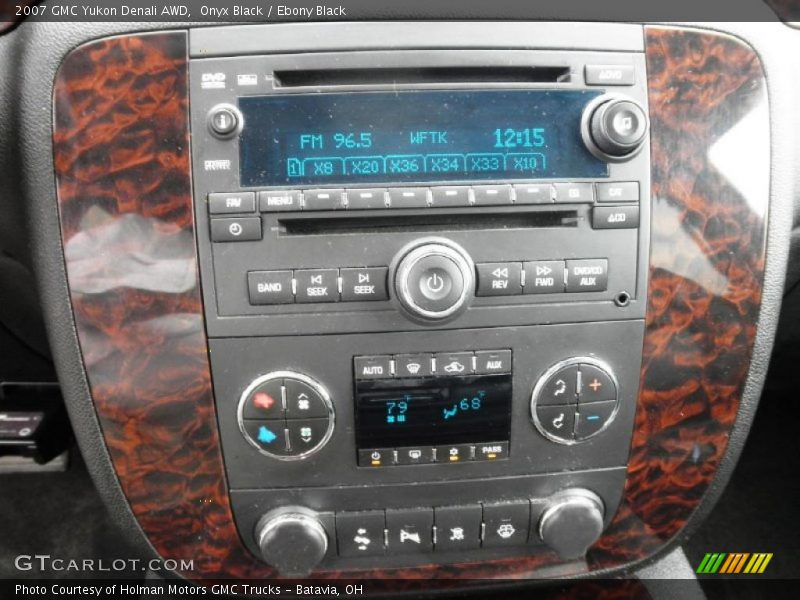 2007 GMC Yukon Denali AWD, Onyx Black / Ebony Black
DVD
FM 96.5 WFTK 12:15
1 X8 X20 X36 X34 X33 X10
FAV MENU
BAND SEEK SEEK REV FWD DVD/CD AUX
AUTO AUX
79°F 68°F
PASS
GTCARLOT.COM
Photo Courtesy of Holman Motors GMC Trucks - Batavia, OH